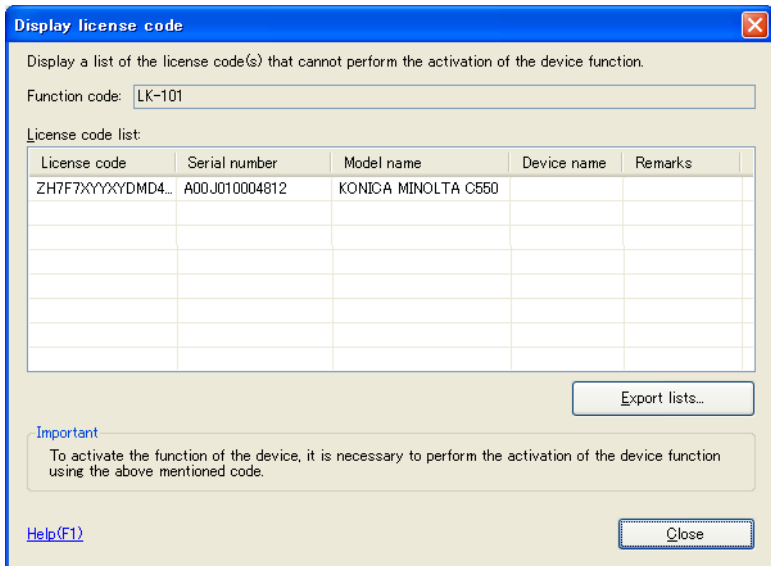 Display license code
Display a list of the license code(s) that cannot perform the activation of the device function.
Function code: LK-101
License code list:
License code Serial number Model name Device name Remarks
ZH7F7XYYXYDMD4... A00J010004812 KONICA MINOLTA C550
Export lists...
Important
To activate the function of the device, it is necessary to perform the activation of the device function
using the above mentioned code.
Help(F1)
Close